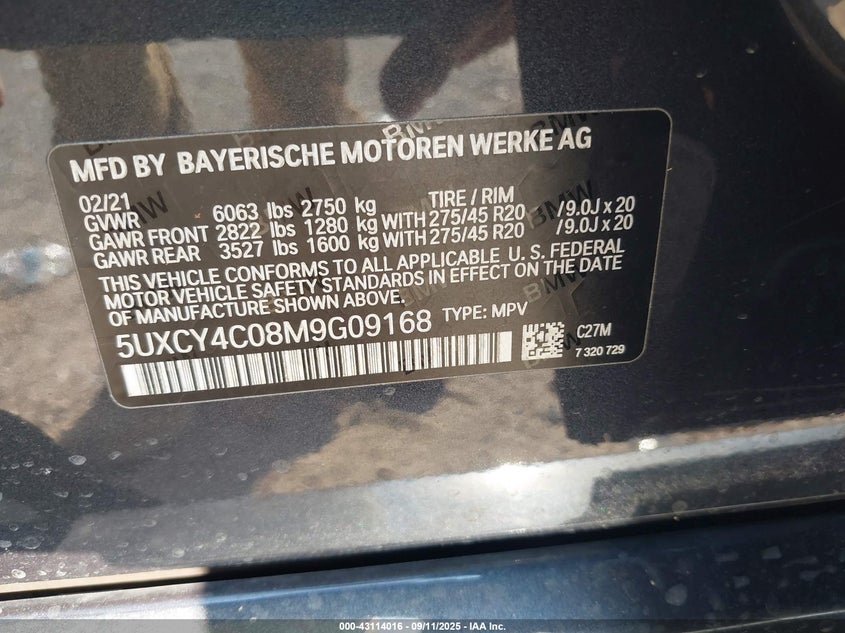 MFD BY BAYERISCHE MOTOREN WERKE AG
02/21 TIRE / RIM
GVWR 6063 lbs 2750 kg
GAWR FRONT 2822 lbs 1280 kg WITH 275/45 R20 /9.0J x 20
GAWR REAR 3527 lbs 1600 kg WITH 275/45 R20 /9.0J x 20
THIS VEHICLE CONFORMS TO ALL APPLICABLE U. S. FEDERAL
MOTOR VEHICLE SAFETY STANDARDS IN EFFECT ON THE DATE
OF MANUFACTURE SHOWN ABOVE.
5UXCY4C08M9G09168 TYPE: MPV
C27M
7 320 729
BMW
000-43114016 - 09/11/2025 - IAA Inc.